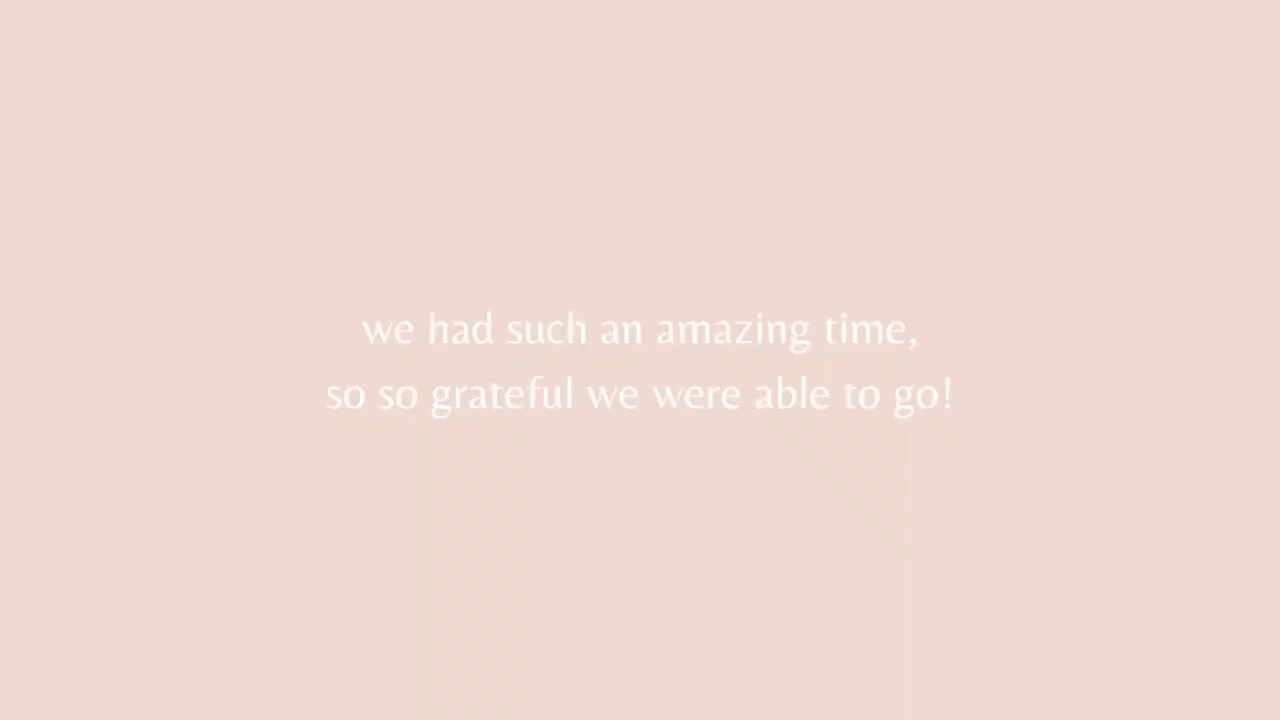 we had such an amazing time,
so so grateful we were able to go!